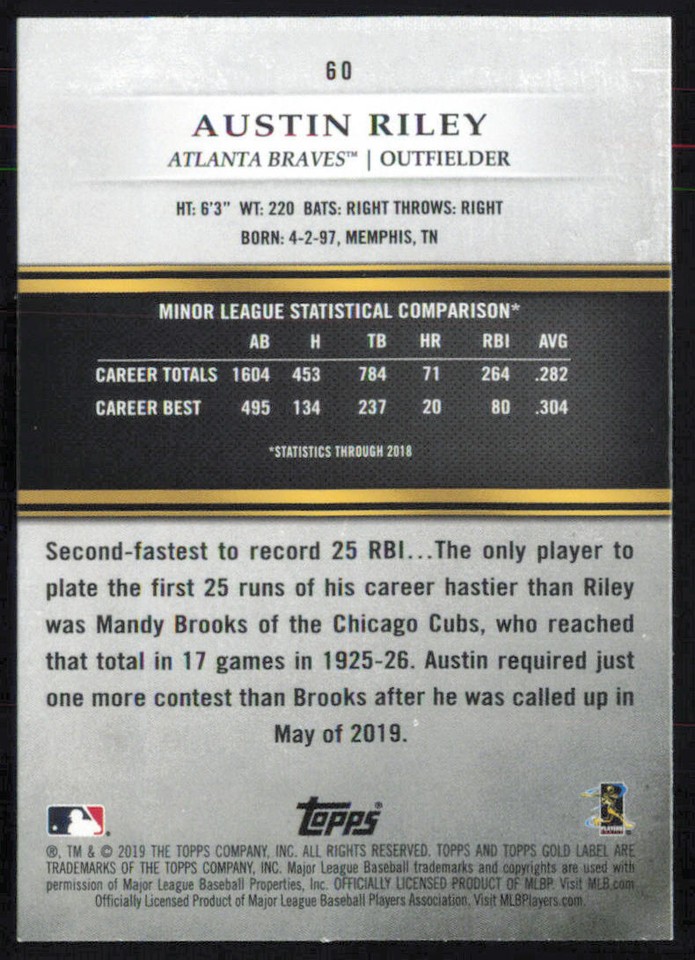 60
AUSTIN RILEY
ATLANTA BRAVES™ | OUTFIELDER
HT: 6'3" WT: 220 BATS: RIGHT THROWS: RIGHT
BORN: 4-2-97, MEMPHIS, TN
MINOR LEAGUE STATISTICAL COMPARISON*
AB H TB HR RBI AVG
CAREER TOTALS 1604 453 784 71 264 .282
CAREER BEST 495 134 237 20 80 .304
*STATISTICS THROUGH 2018
Second-fastest to record 25 RBI...The only player to
plate the first 25 runs of his career hastier than Riley
was Mandy Brooks of the Chicago Cubs, who reached
that total in 17 games in 1925-26. Austin required just
one more contest than Brooks after he was called up in
May of 2019.
Topps®
®, TM & © 2019 THE TOPPS COMPANY, INC. ALL RIGHTS RESERVED. TOPPS AND TOPPS GOLD LABEL ARE
TRADEMARKS OF THE TOPPS COMPANY, INC. Major League Baseball trademarks and copyrights are used with
permission of Major League Baseball Properties, Inc. OFFICIALLY LICENSED PRODUCT OF MLBP. Visit MLB.com
Officially Licensed Product of Major League Baseball Players Association. Visit MLBPlayers.com.